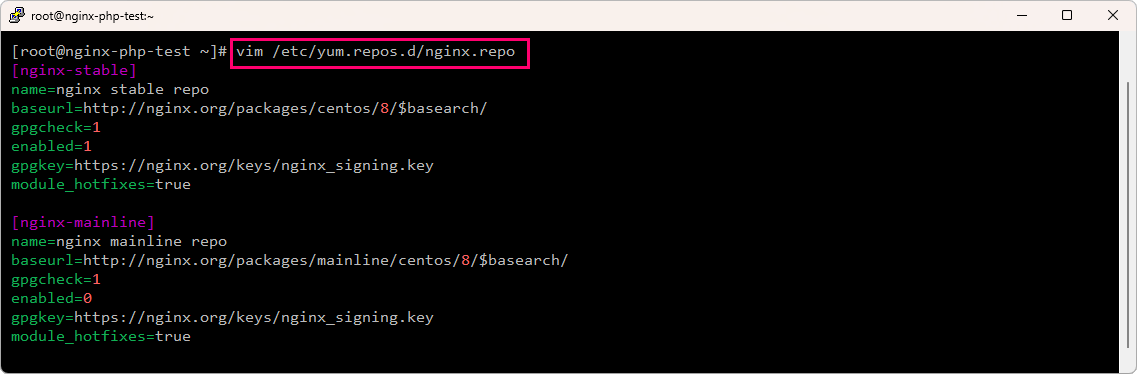 root@nginx-php-test:~
[root@nginx-php-test ~]# vim /etc/yum.repos.d/nginx.repo
[nginx-stable]
name=nginx stable repo
baseurl=http://nginx.org/packages/centos/8/$basearch/
gpgcheck=1
enabled=1
gpgkey=https://nginx.org/keys/nginx_signing.key
module_hotfixes=true

[nginx-mainline]
name=nginx mainline repo
baseurl=http://nginx.org/packages/mainline/centos/8/$basearch/
gpgcheck=1
enabled=0
gpgkey=https://nginx.org/keys/nginx_signing.key
module_hotfixes=true